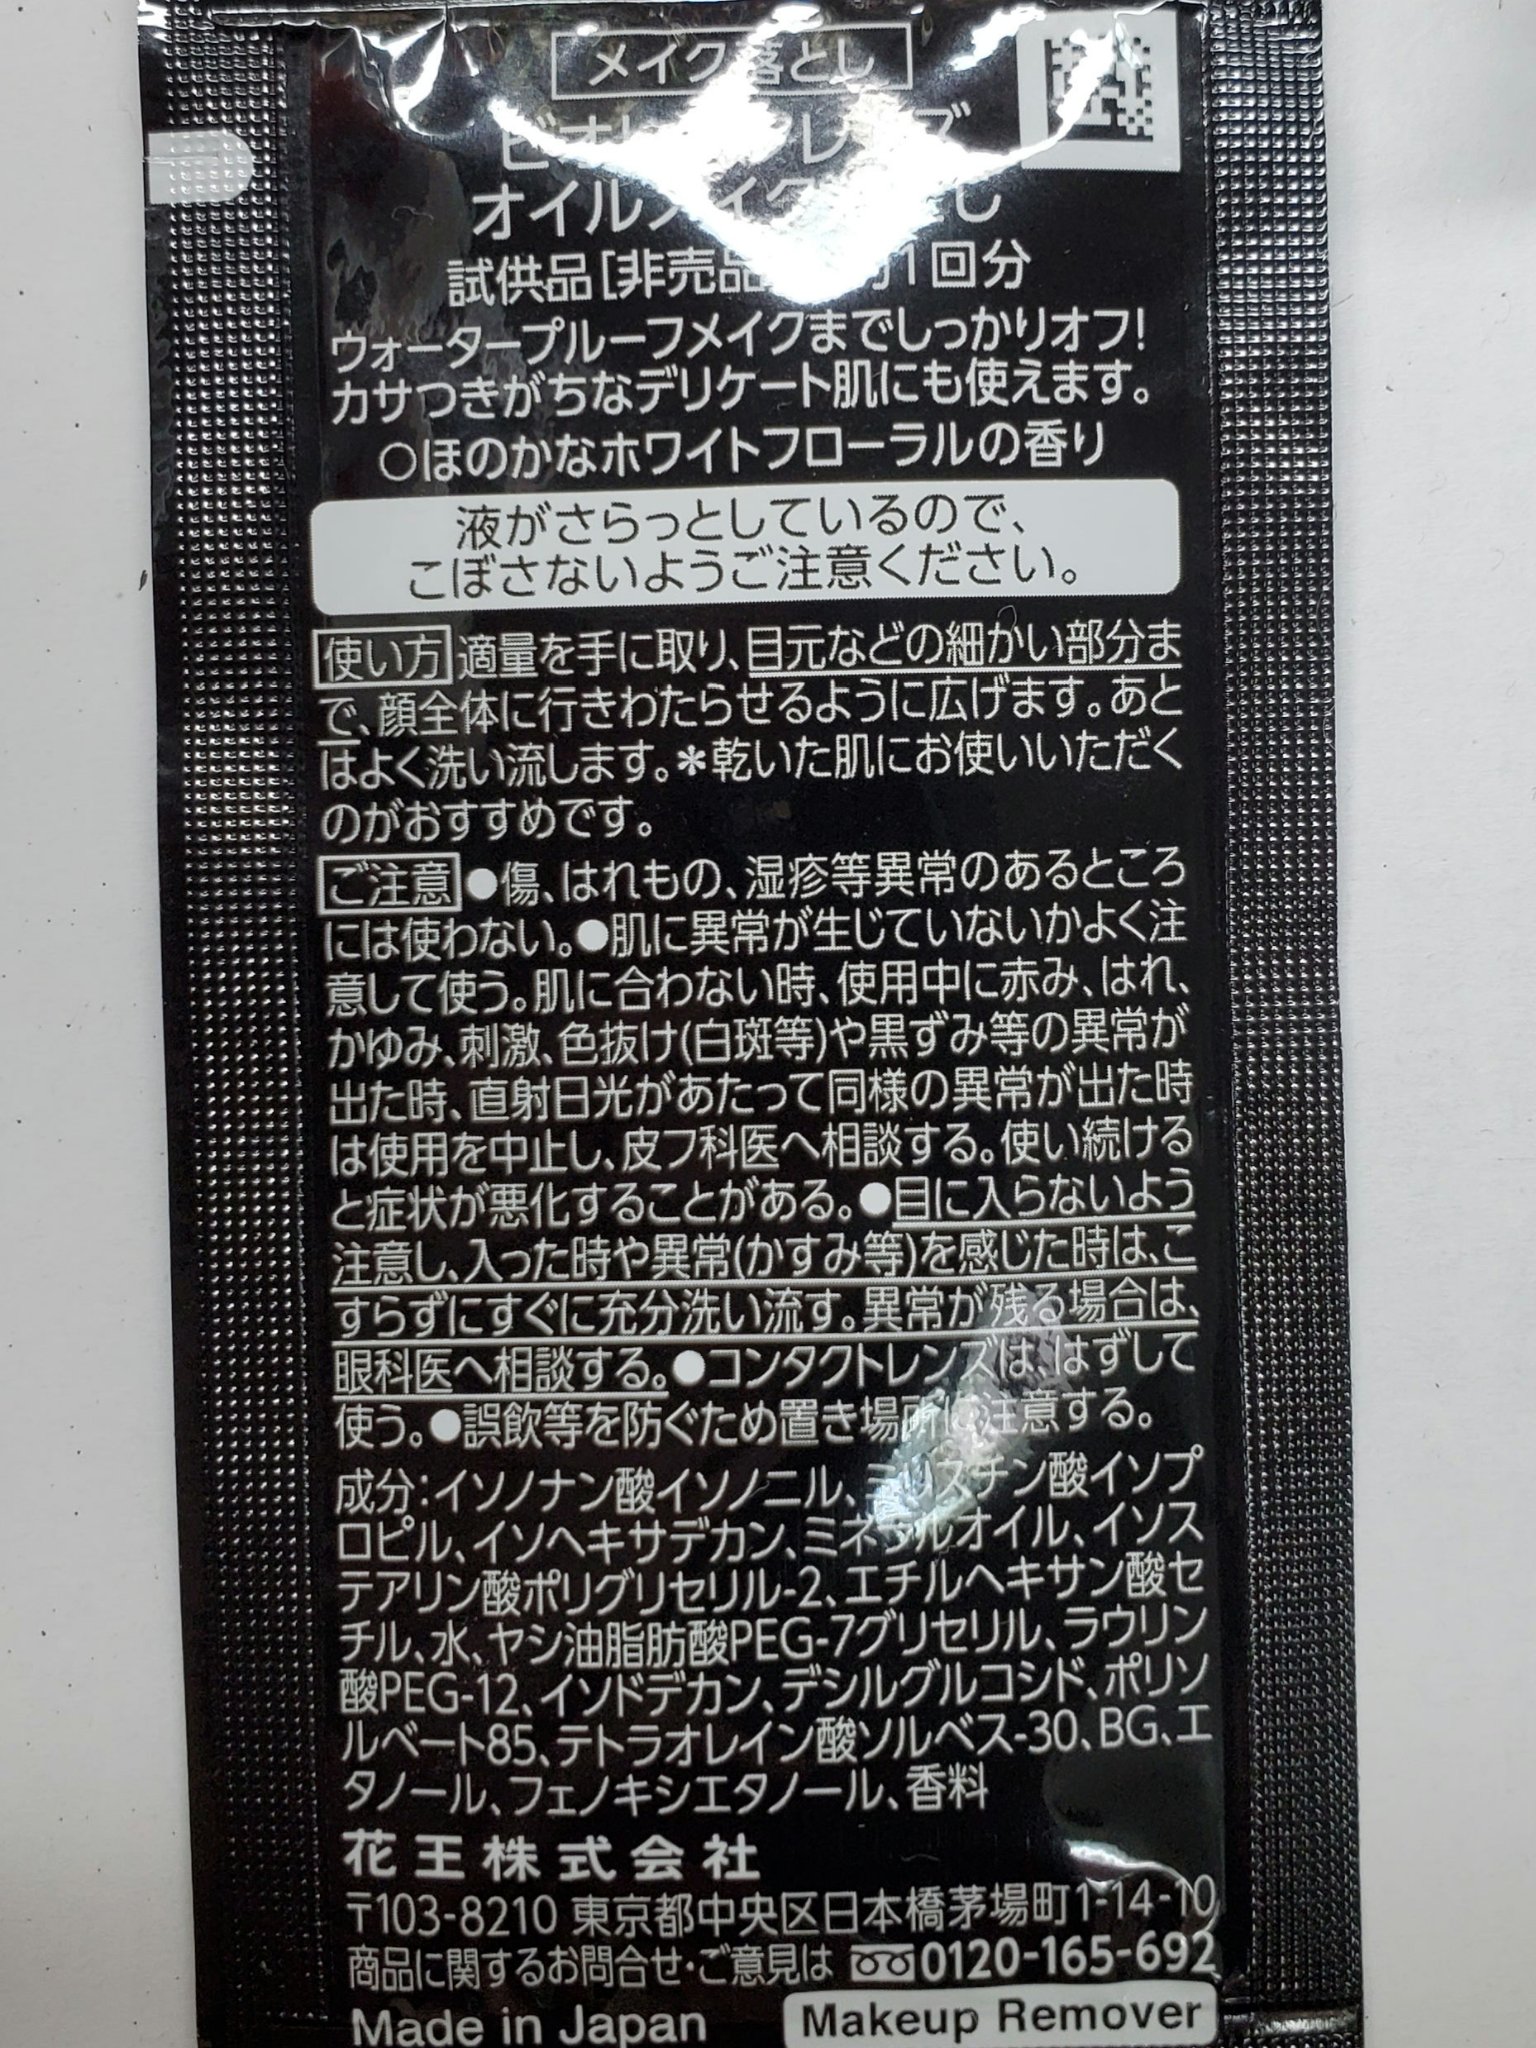 メイク落とし
ビオレ
オイルメイク し
試供品[非売品 1回分
ウォータープルーフメイクまでしっかりオフ!
カサつきがちなデリケート肌にも使えます。
○ほのかなホワイトフローラルの香り
液がさらっとしているので、
こぼさないようご注意ください。
使い方 適量を手に取り、目元などの細かい部分ま
で、顔全体に行きわたらせるように広げます。あと
はよく洗い流します。*乾いた肌にお使いいただく
のがおすすめです。
ご注意 ●傷、はれもの、湿疹等異常のあるところ
には使わない。●肌に異常が生じていないかよく注
意して使う。肌に合わない時、使用中に赤み、はれ、
かゆみ、刺激、色抜け(白斑等)や黒ずみ等の異常が
出た時、直射日光があたって同様の異常が出た時
は使用を中止し、皮フ科医へ相談する。使い続ける
と症状が悪化することがある。●目に入らないよう
注意し、入った時や異常(かすみ等)を感じた時は、こ
すらずにすぐに充分洗い流す。異常が残る場合は、
眼科医へ相談する。●コンタクトレンズは、はずして
使う。●誤飲等を防ぐため置き場所に注意する。
成分:イソノナン酸イソノニル、ミリスチン酸イソプ
ロピル、イソヘキサデカン、ミネラルオイル、イソス
テアリン酸ポリグリセリル-2、エチルヘキサン酸セ
チル、水、ヤシ油脂肪酸PEG-7グリセリル、ラウリン
酸PEG-12、イソドデカン、デシルグルコシド、ポリソ
ルベート85、テトラオレイン酸ソルベス-30、BG、エ
タノール、フェノキシエタノール、香料
花王株式会社
〒103-8210 東京都中央区日本橋茅場町1-14-10
商品に関するお問合せ・ご意見は 0120-165-692
Made in Japan
Makeup Remover